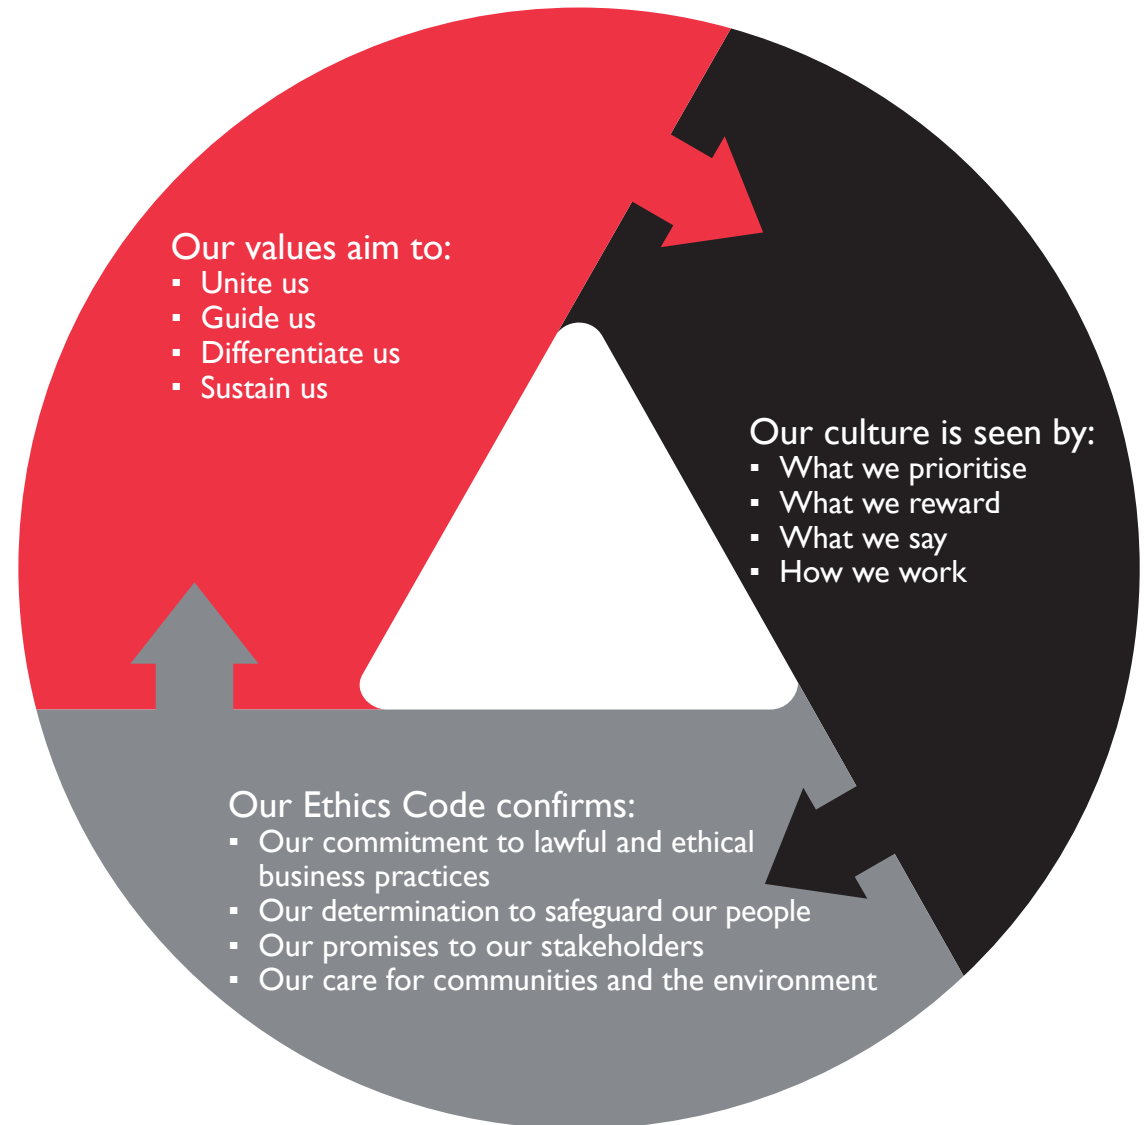 Our values aim to:
▪ Unite us
▪ Guide us
▪ Differentiate us
▪ Sustain us
Our culture is seen by:
▪ What we prioritise
▪ What we reward
▪ What we say
▪ How we work
Our Ethics Code confirms:
▪ Our commitment to lawful and ethical
business practices
▪ Our determination to safeguard our people
▪ Our promises to our stakeholders
▪ Our care for communities and the environment